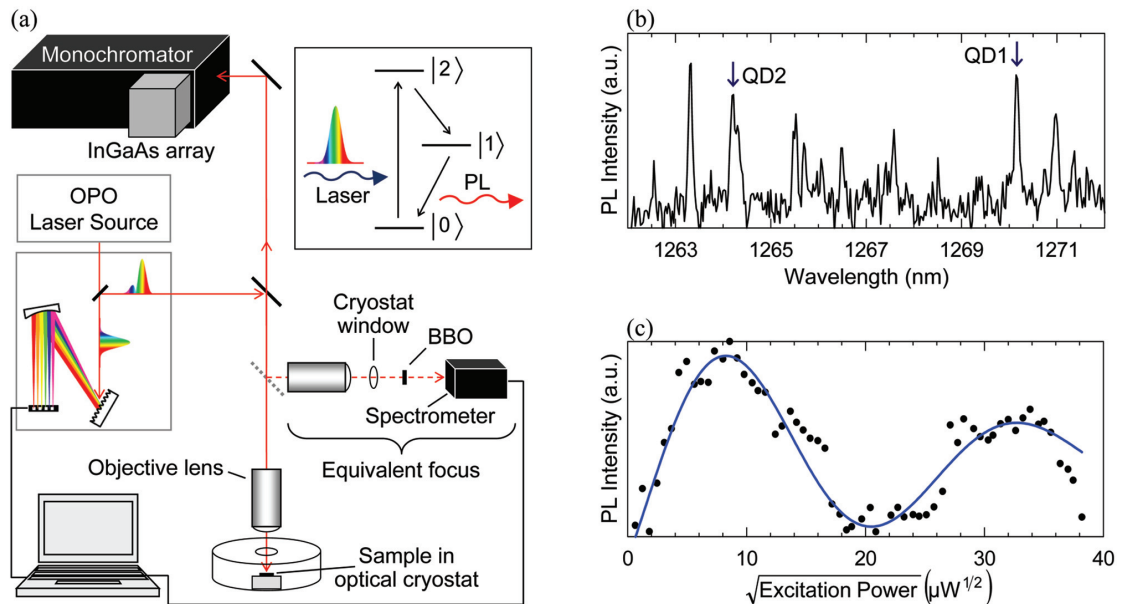 (a)
Monochromator
InGaAs array
OPO
Laser Source
|2⟩
|1⟩
|0⟩
Laser
PL
Cryostat
window
BBO
Spectrometer
Equivalent focus
Objective lens
Sample in
optical cryostat
(b)
PL Intensity (a.u.)
QD2
QD1
1263 1265 1267 1269 1271
Wavelength (nm)
(c)
PL Intensity (a.u.)
0 10 20 30 40
√Excitation Power (μW^1/2)